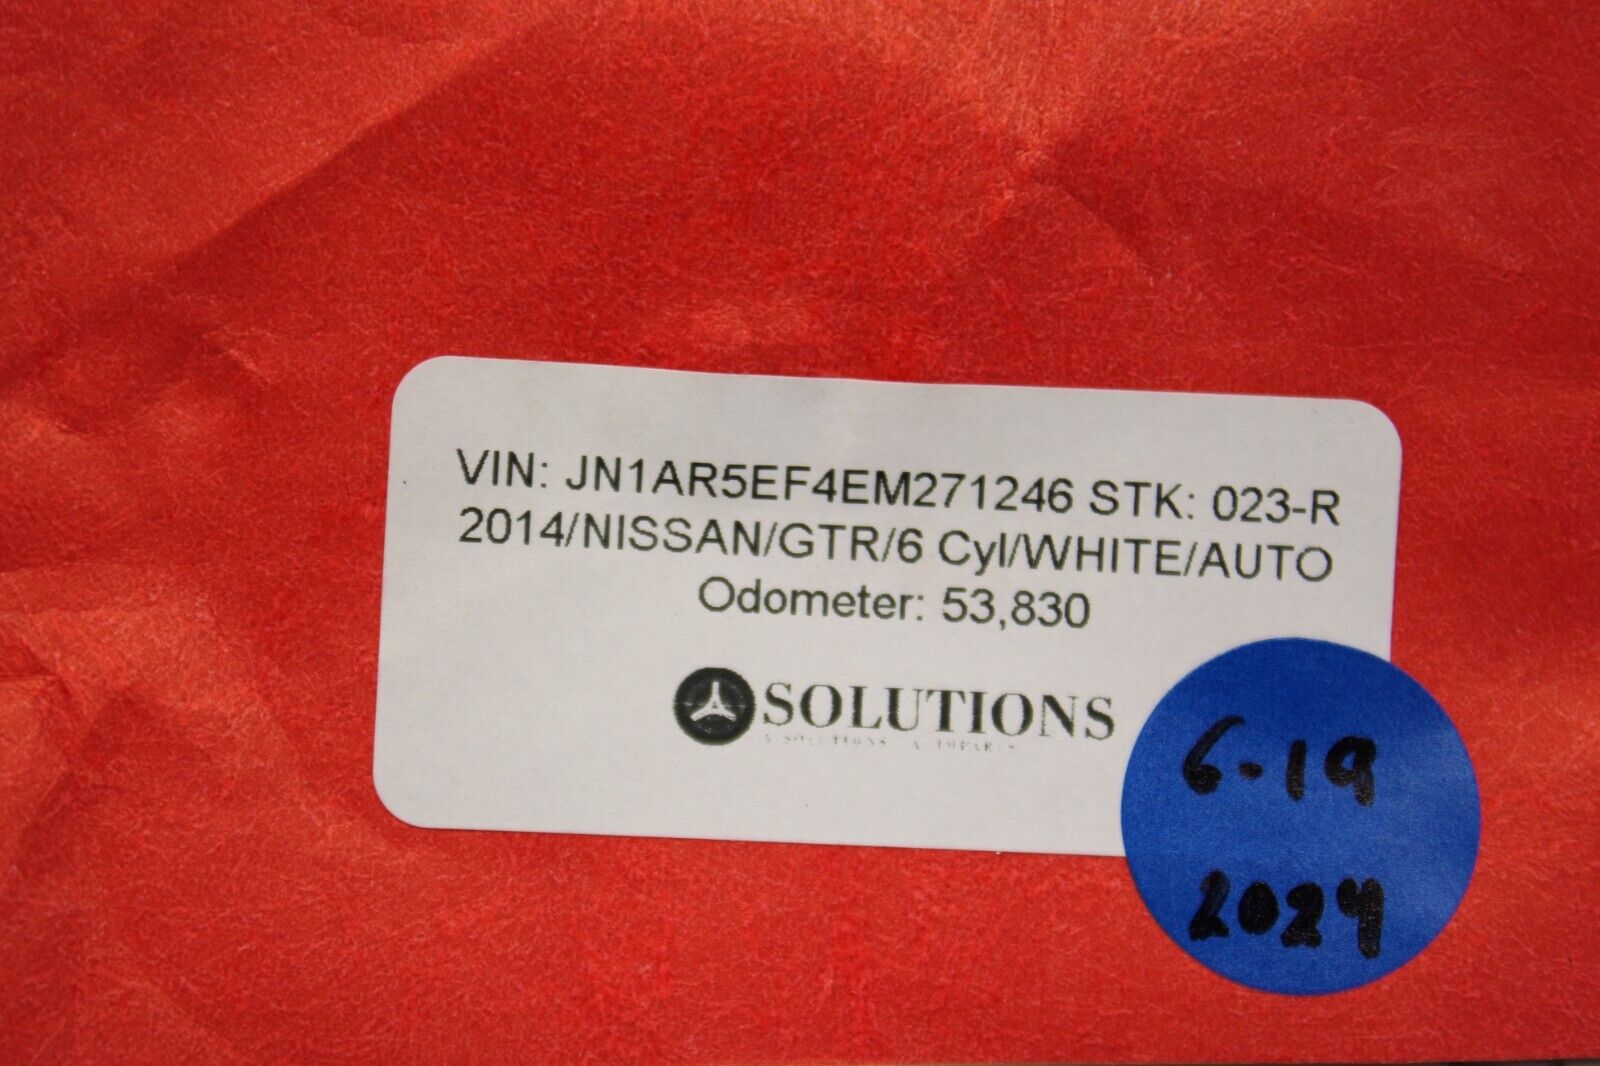 VIN: JN1AR5EF4EM271246 STK: 023-R
2014/NISSAN/GTR/6 Cyl/WHITE/AUTO
Odometer: 53,830
SOLUTIONS
6-19
2024